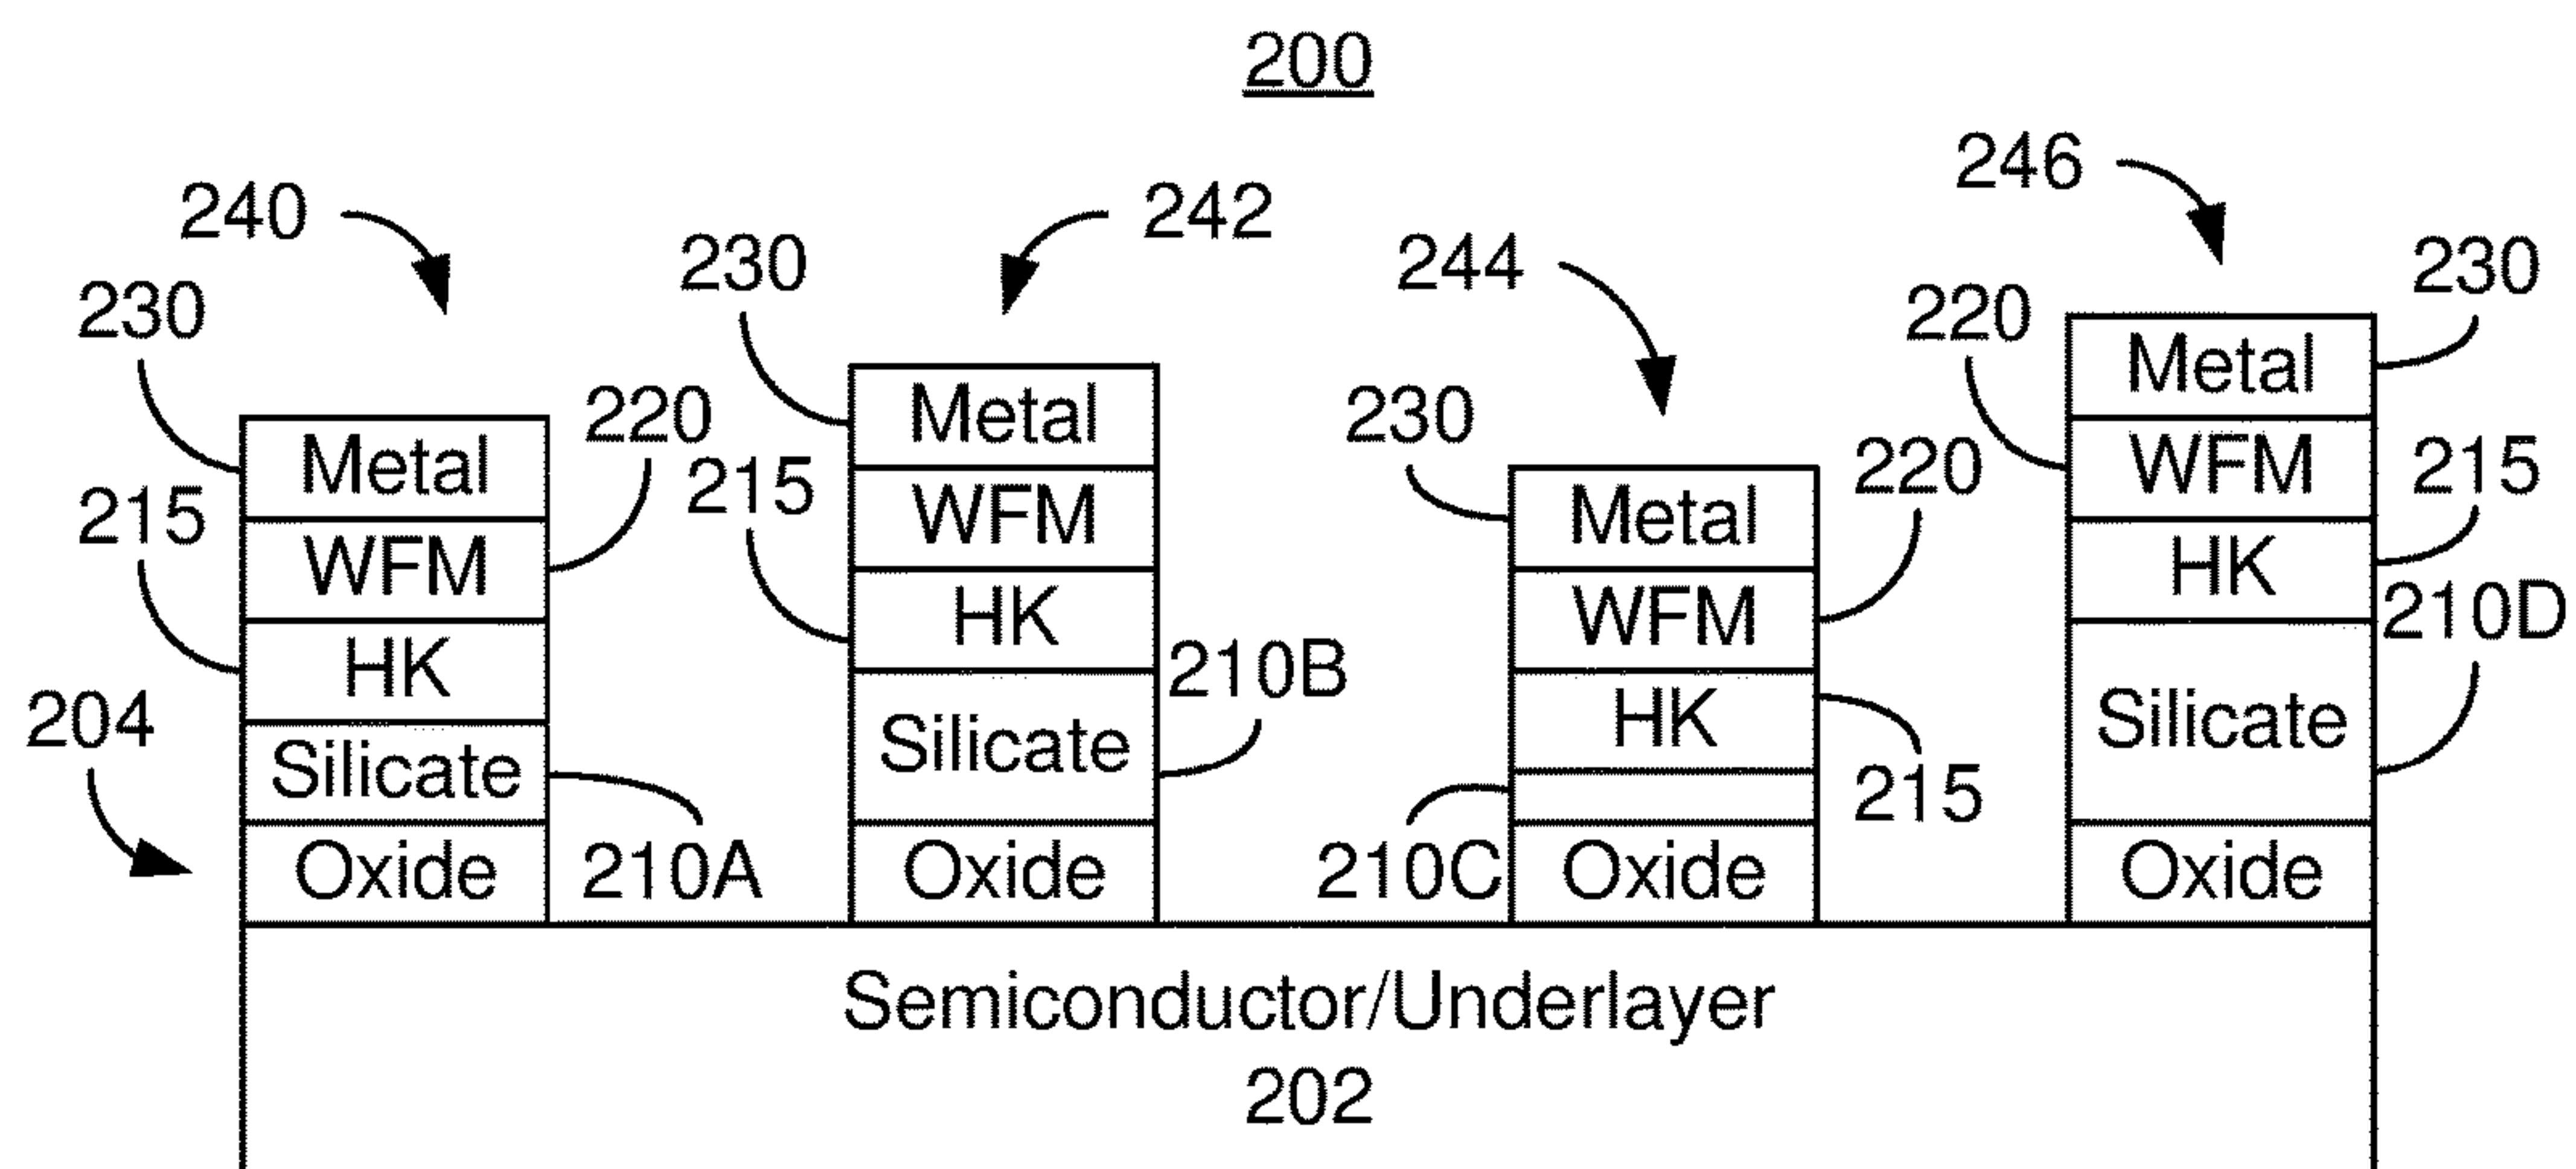 200
246
240
242
230
244
230
230
220
Metal
Metal
230
220
Metal
220
WFM
215
Metal
215
WFM
Metal
215
WFM
HK
WFM
HK
210D
HK
210B
204
HK
Silicate
Silicate
Silicate
215
Oxide
210A
Oxide
210C
Oxide
Oxide
Semiconductor/Underlayer
202